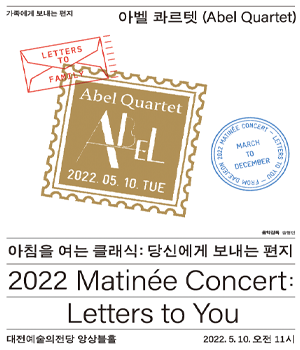 가족에게 보내는 편지
아벨 콰르텟 (Abel Quartet)
LETTERS
TO
FAMILY
Abel Quartet
ABEL
2022. 05. 10. TUE
2022 MATINÉE CONCERT – LETTERS TO YOU – FROM DAEJEON
MARCH
TO
DECEMBER
음악감독
아침을 여는 클래식: 당신에게 보내는 편지
2022 Matinée Concert:
Letters to You
대전예술의전당 앙상블홀
2022. 5. 10. 오전 11시